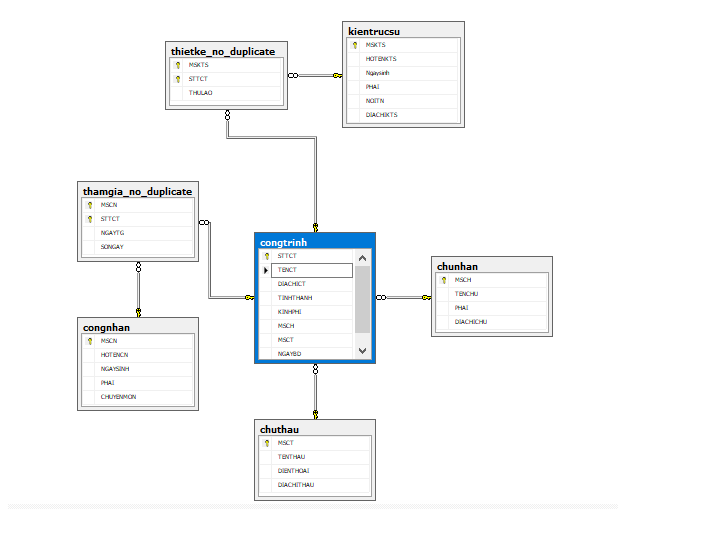 kientrucsu
MSKTS
HOTENKTS
Ngaysinh
PHAI
NOITN
DIACHIKTS
thietke_no_duplicate
MSKTS
STTCT
THULAO
thamgia_no_duplicate
MSCN
STTCT
NGAYTG
SONGAY
congtrinh
STTCT
TENCT
DIACHICT
TINHTHANH
KINHPHI
MSCH
MSCT
NGAYBD
chunhan
MSCH
TENCHU
PHAI
DIACHICHU
congnhan
MSCN
HOTENCN
NGAYSINH
PHAI
CHUYENMON
chuthau
MSCT
TENTHAU
DIENTHOAI
DIACHITHAU